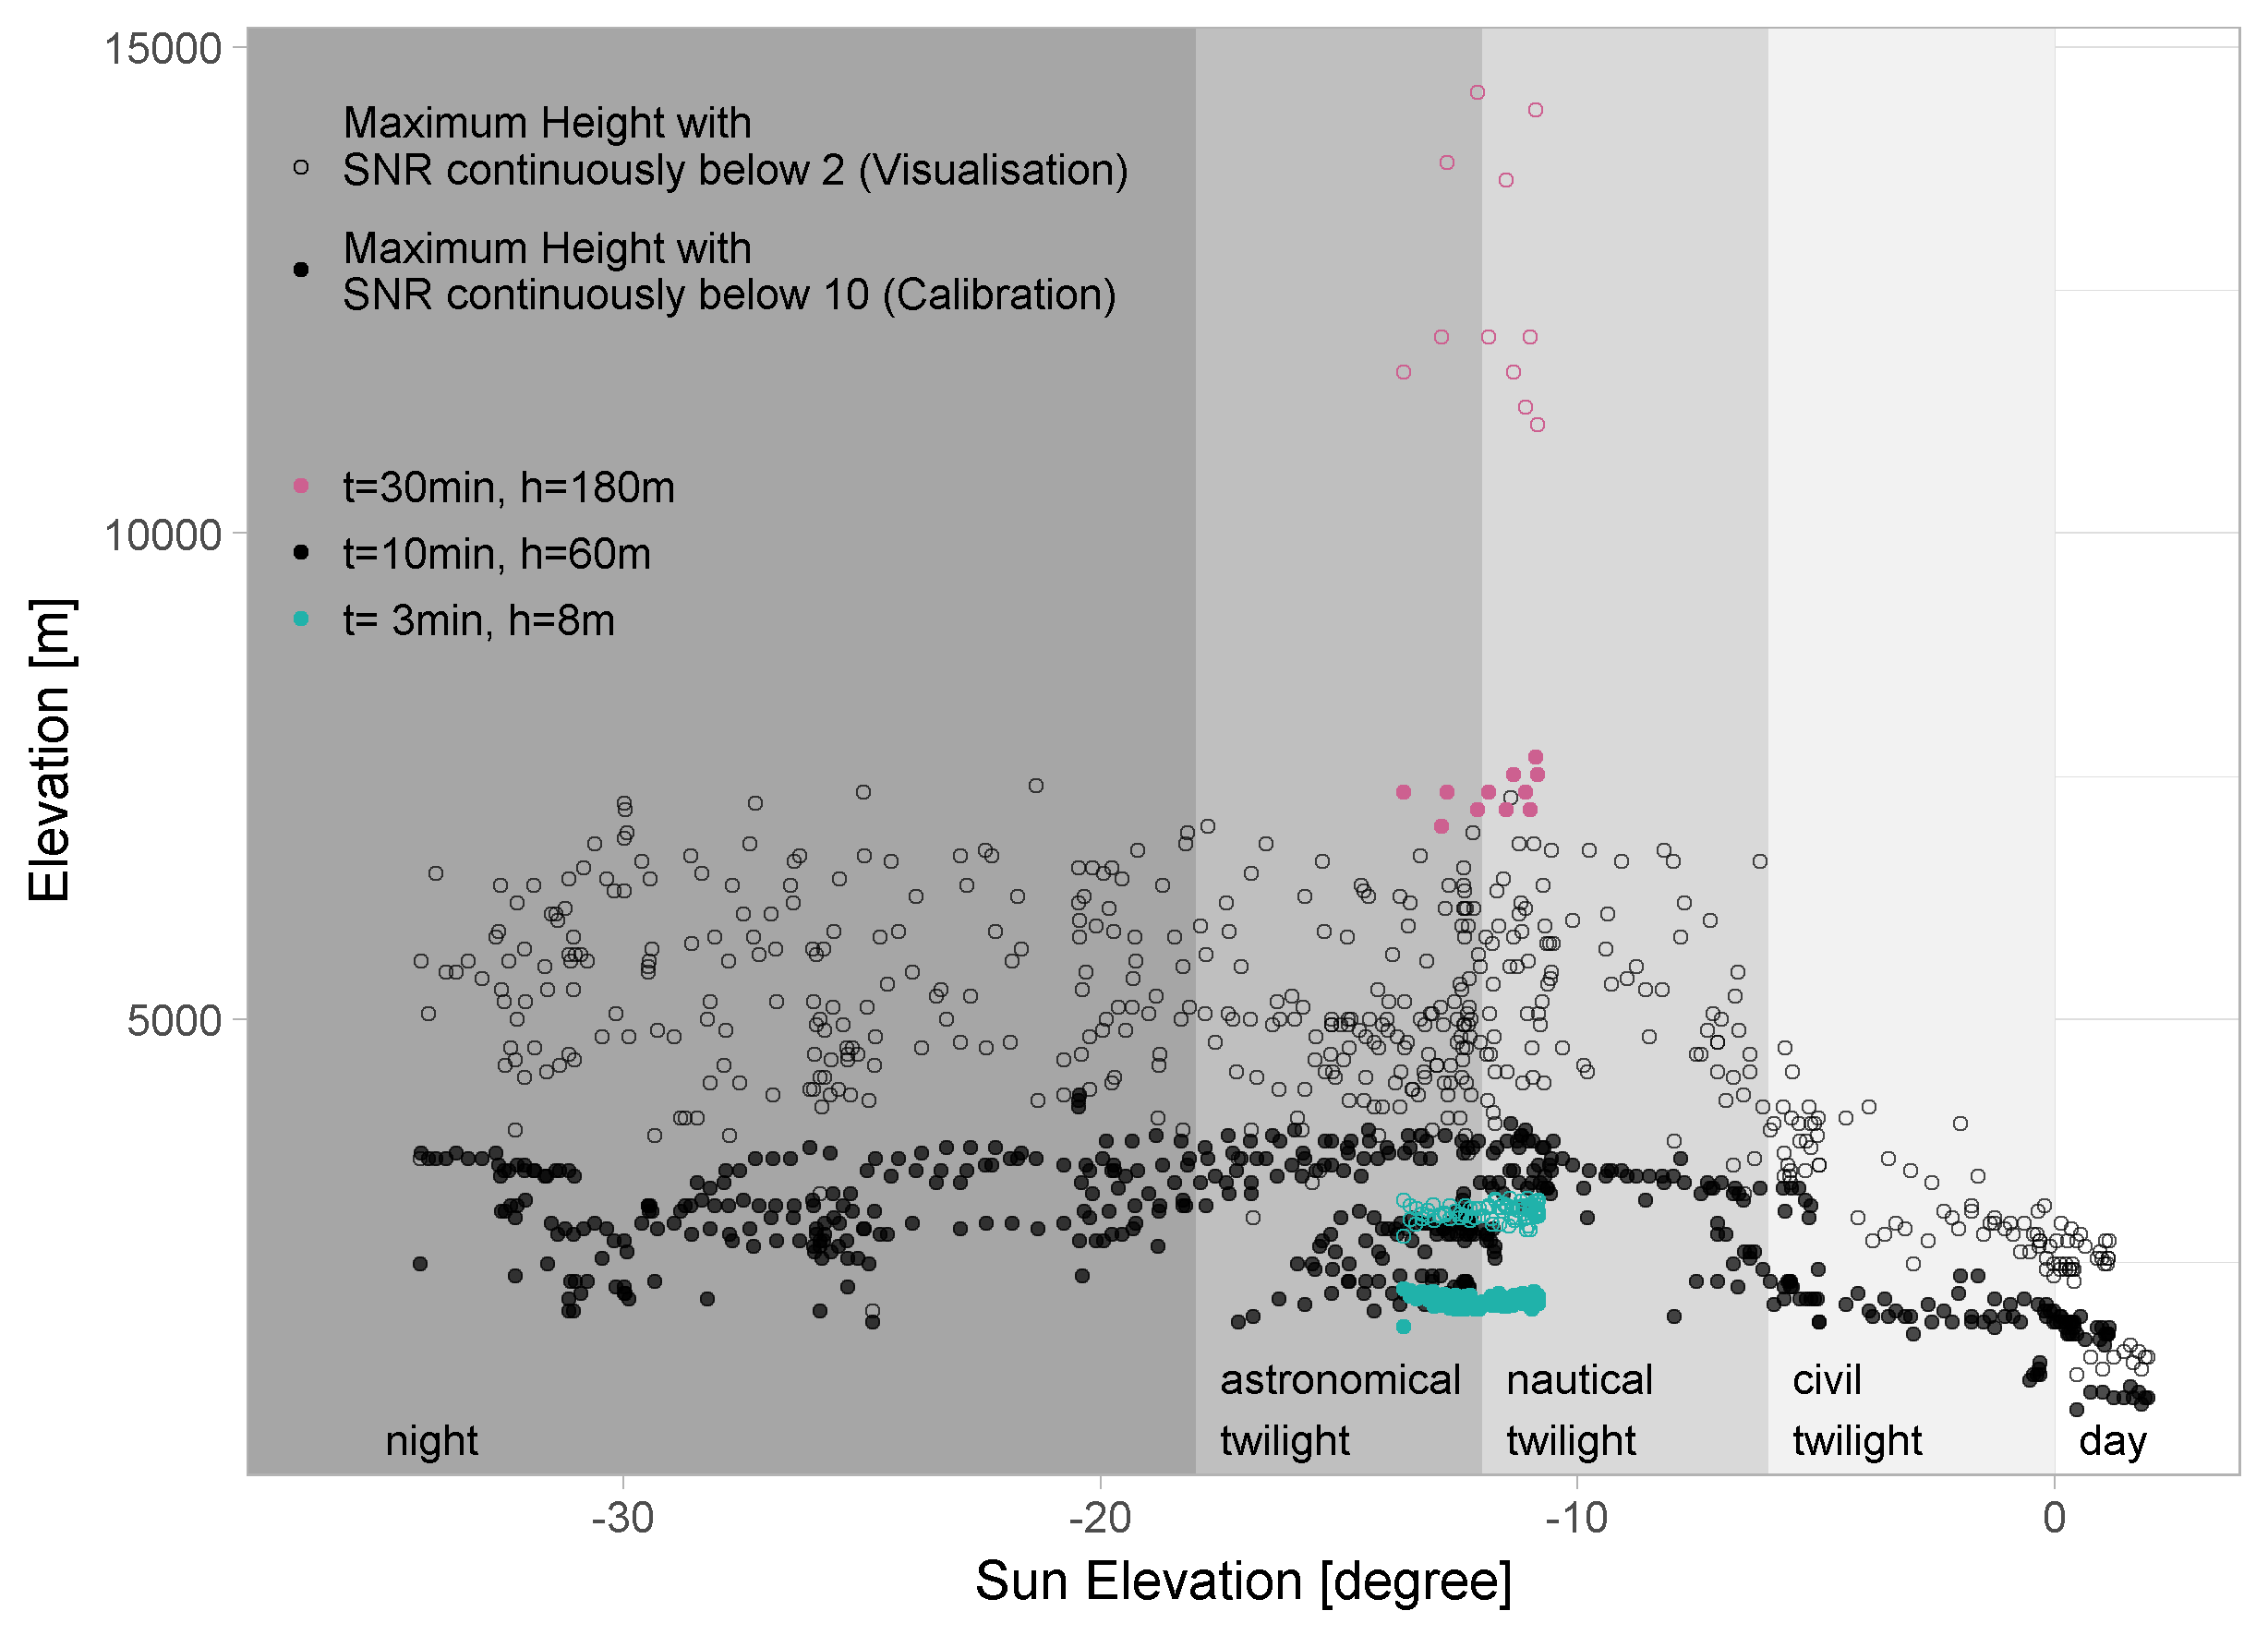 15000
10000
5000
Elevation [m]
Maximum Height with
SNR continuously below 2 (Visualisation)
Maximum Height with
SNR continuously below 10 (Calibration)
t=30min, h=180m
t=10min, h=60m
t= 3min, h=8m
night
astronomical
twilight
nautical
twilight
civil
twilight
day
-30
-20
-10
0
Sun Elevation [degree]